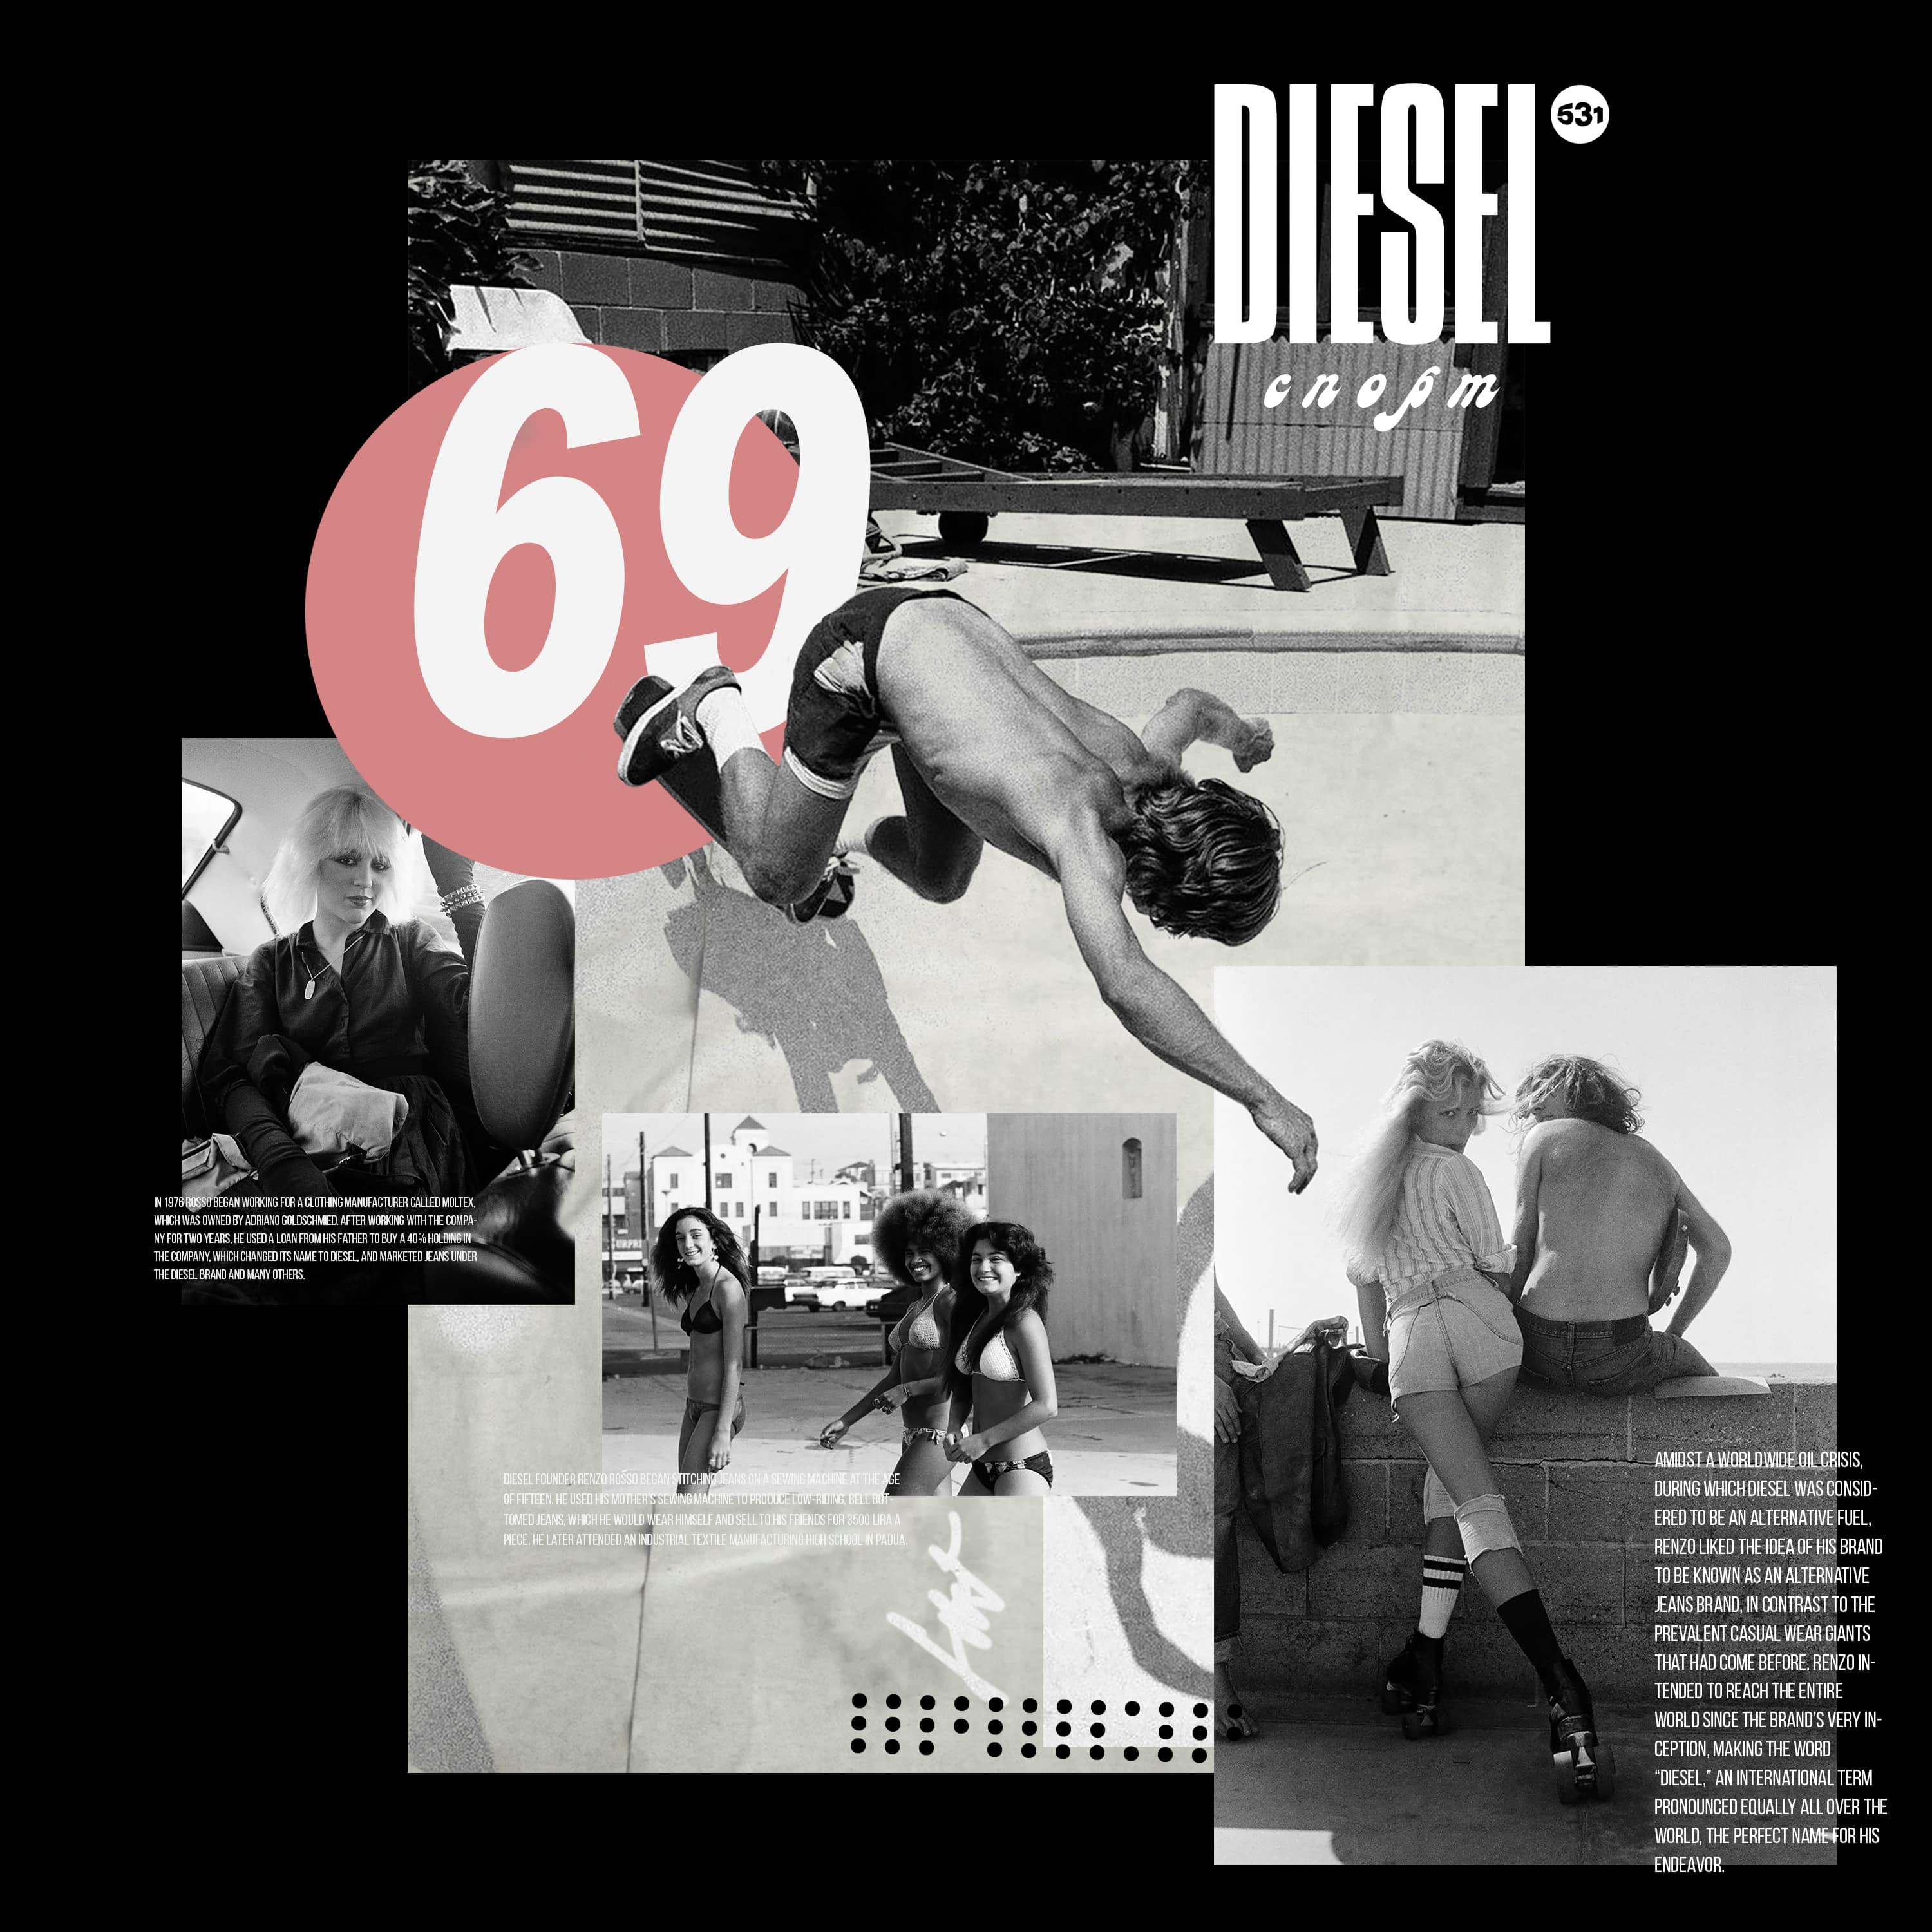 DIESEL
531
спорт
69
IN 1976 ROSSO BEGAN WORKING FOR A CLOTHING MANUFACTURER CALLED MOLTEX,
WHICH WAS OWNED BY ADRIANO GOLDSCHMIED. AFTER WORKING WITH THE COMPA-
NY FOR TWO YEARS, HE USED A LOAN FROM HIS FATHER TO BUY A 40% HOLDING IN
THE COMPANY, WHICH CHANGED ITS NAME TO DIESEL, AND MARKETED JEANS UNDER
THE DIESEL BRAND AND MANY OTHERS.
DIESEL FOUNDER RENZO ROSSO BEGAN STITCHING JEANS ON A SEWING MACHINE AT THE AGE
OF FIFTEEN. HE USED HIS MOTHER'S SEWING MACHINE TO PRODUCE LOW-RIDING, BELL BOT-
TOMED JEANS, WHICH HE WOULD WEAR HIMSELF AND SELL TO HIS FRIENDS FOR 3500 LIRA A
PIECE. HE LATER ATTENDED AN INDUSTRIAL TEXTILE MANUFACTURING HIGH SCHOOL IN PADUA.
AMIDST A WORLDWIDE OIL CRISIS,
DURING WHICH DIESEL WAS CONSID-
ERED TO BE AN ALTERNATIVE FUEL,
RENZO LIKED THE IDEA OF HIS BRAND
TO BE KNOWN AS AN ALTERNATIVE
JEANS BRAND, IN CONTRAST TO THE
PREVALENT CASUAL WEAR GIANTS
THAT HAD COME BEFORE. RENZO IN-
TENDED TO REACH THE ENTIRE
WORLD SINCE THE BRAND'S VERY IN-
CEPTION, MAKING THE WORD
“DIESEL,” AN INTERNATIONAL TERM
PRONOUNCED EQUALLY ALL OVER THE
WORLD, THE PERFECT NAME FOR HIS
ENDEAVOR.